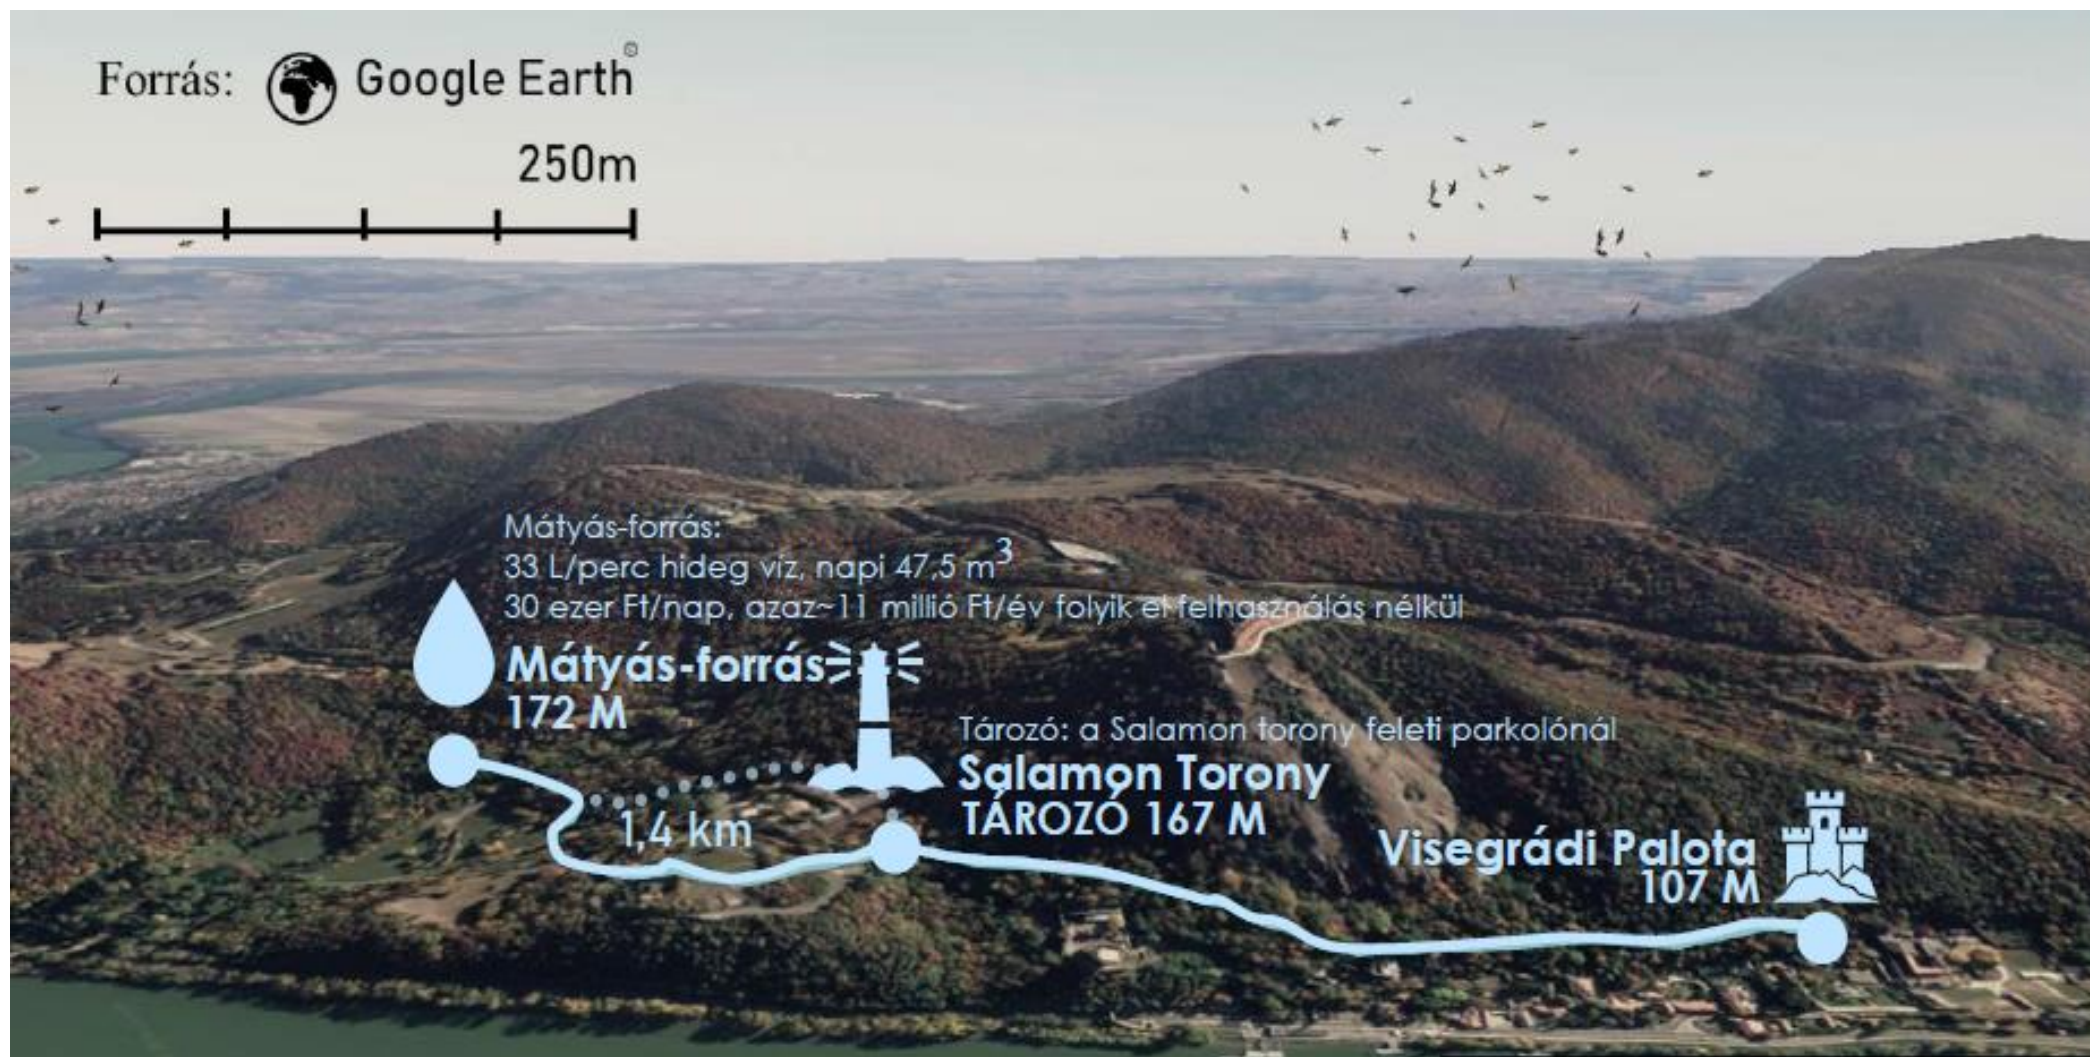 Forrás: Google Earth©
250m
Mátyás-forrás:
33 L/perc hideg víz, napi 47,5 m³
30 ezer Ft/nap, azaz~11 millió Ft/év folyik el felhasználás nélkül
Mátyás-forrás
172 M
Tározó: a Salamon torony feleti parkolónál
Salamon Torony
TÁROZÓ 167 M
1,4 km
Visegrádi Palota
107 M